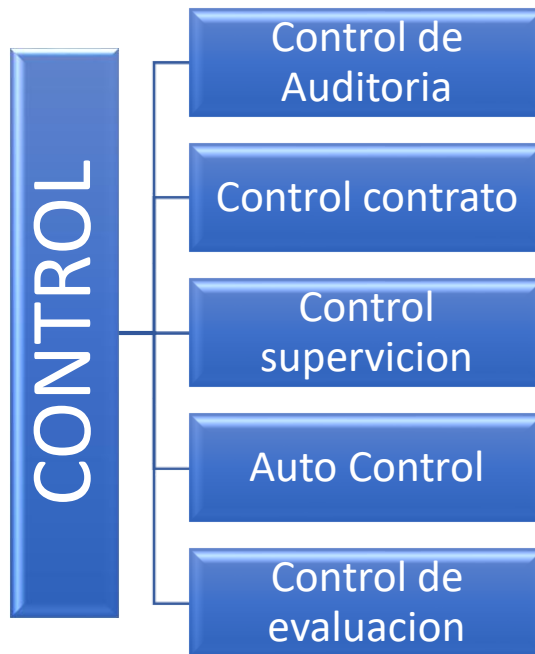 CONTROL
Control de
Auditoria
Control contrato
Control
supervicion
Auto Control
Control de
evaluacion